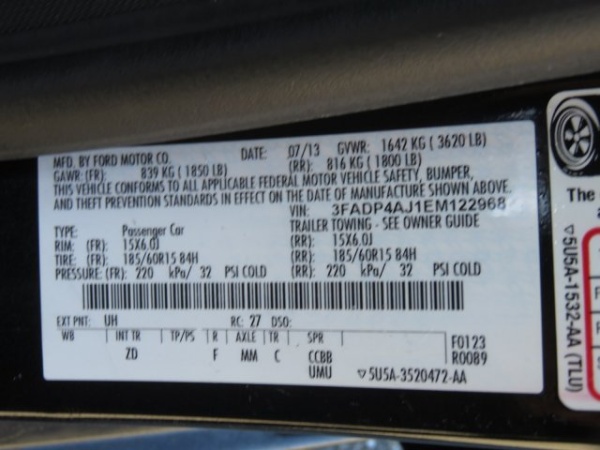 MFD. BY FORD MOTOR CO. DATE: 07/13 GVWR: 1642 KG ( 3620 LB)
GAWR: (FR): 839 KG ( 1850 LB) (RR): 816 KG ( 1800 LB)
THIS VEHICLE CONFORMS TO ALL APPLICABLE FEDERAL MOTOR VEHICLE SAFETY, BUMPER,
AND THEFT PREVENTION STANDARDS IN EFFECT ON THE DATE OF MANUFACTURE SHOWN ABOVE.
VIN: 3FADP4AJ1EM122968
TYPE: Passenger Car TRAILER TOWING - SEE OWNER GUIDE
RIM: (FR): 15X6.0J (RR): 15X6.0J
TIRE: (FR): 185/60R15 84H (RR): 185/60R15 84H
PRESSURE: (FR): 220 kPa/ 32 PSI COLD (RR): 220 kPa/ 32 PSI COLD
EXT PNT: UH RC: 27 DSO:
WB INT TR TP/PS R AXLE TR SPR F0123
ZD F MM C CCBB R0089
UMU ▽5U5A-3520472-AA
The
▽5U5A-1532-AA (TLU)